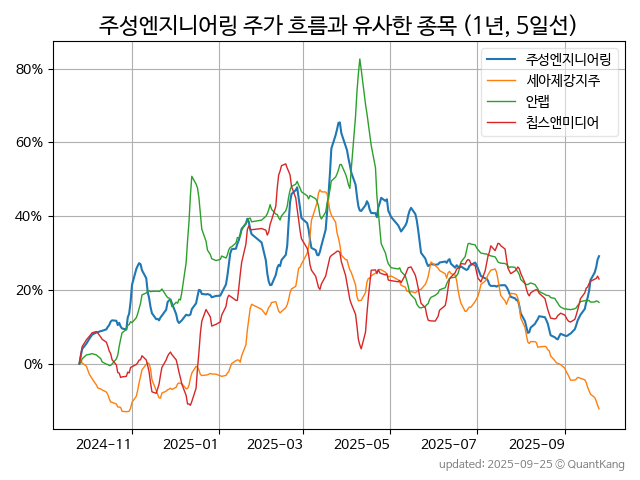 주성엔지니어링 주가 흐름과 유사한 종목 (1년, 5일선)
주성엔지니어링
세아제강지주
안랩
칩스앤미디어
80%
60%
40%
20%
0%
2024-11
2025-01
2025-03
2025-05
2025-07
2025-09
updated: 2025-09-25 © QuantKang